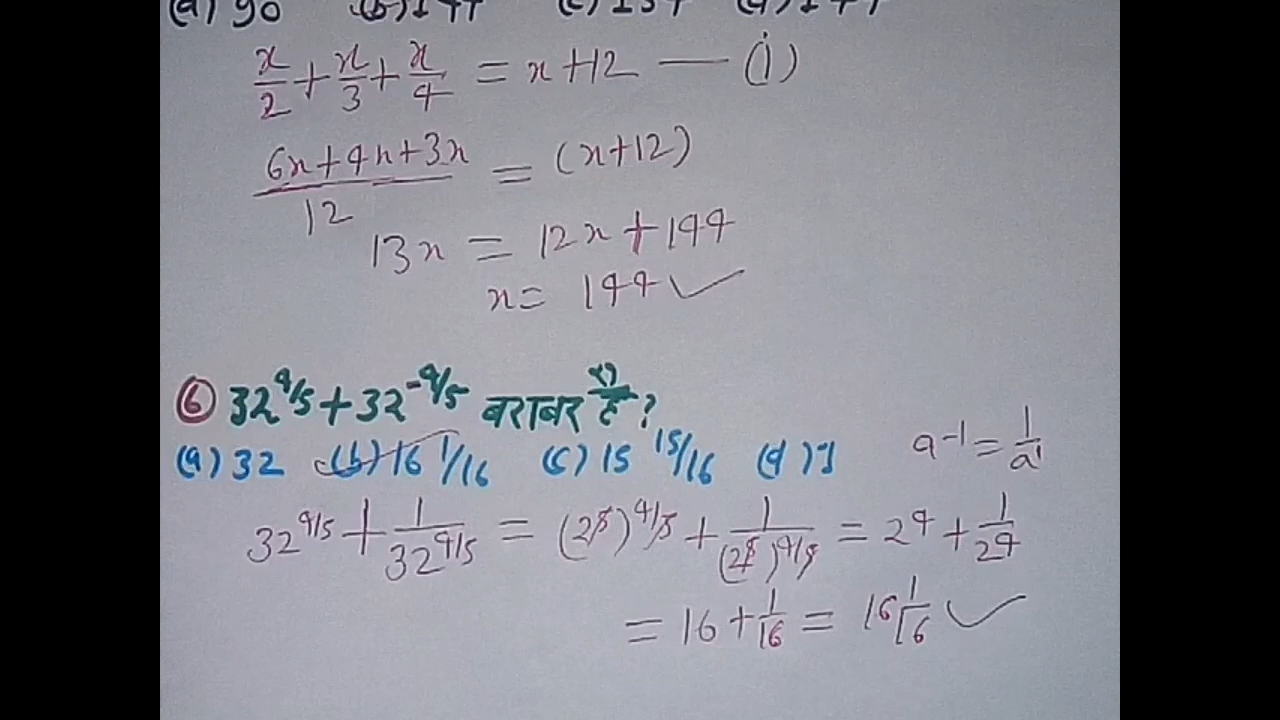 x/2 + x/3 + x/4 = x+12 — (i)
(6x+4x+3x)/12 = (x+12)
13x = 12x + 144
x = 144 ✓
⑥ 32^4/5 + 32^-4/5 बराबर है ?
(a) 32 (b) 16 1/16 (c) 15 15/16 (d) 1
a^-1 = 1/a^1
32^4/5 + 1/32^4/5 = (2^5)^4/5 + 1/(2^5)^4/5 = 2^4 + 1/2^4
= 16 + 1/16 = 16 1/16 ✓